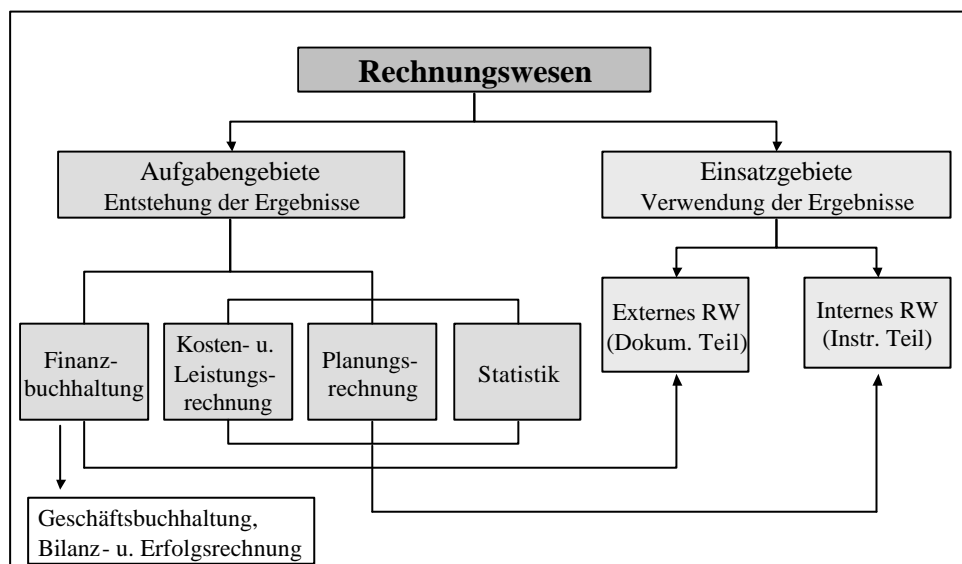 Rechnungswesen
Aufgabengebiete
Entstehung der Ergebnisse
Einsatzgebiete
Verwendung der Ergebnisse
Finanz-
buchhaltung
Kosten- u.
Leistungs-
rechnung
Planungs-
rechnung
Statistik
Externes RW
(Dokum. Teil)
Internes RW
(Instr. Teil)
Geschäftsbuchhaltung,
Bilanz- u. Erfolgsrechnung